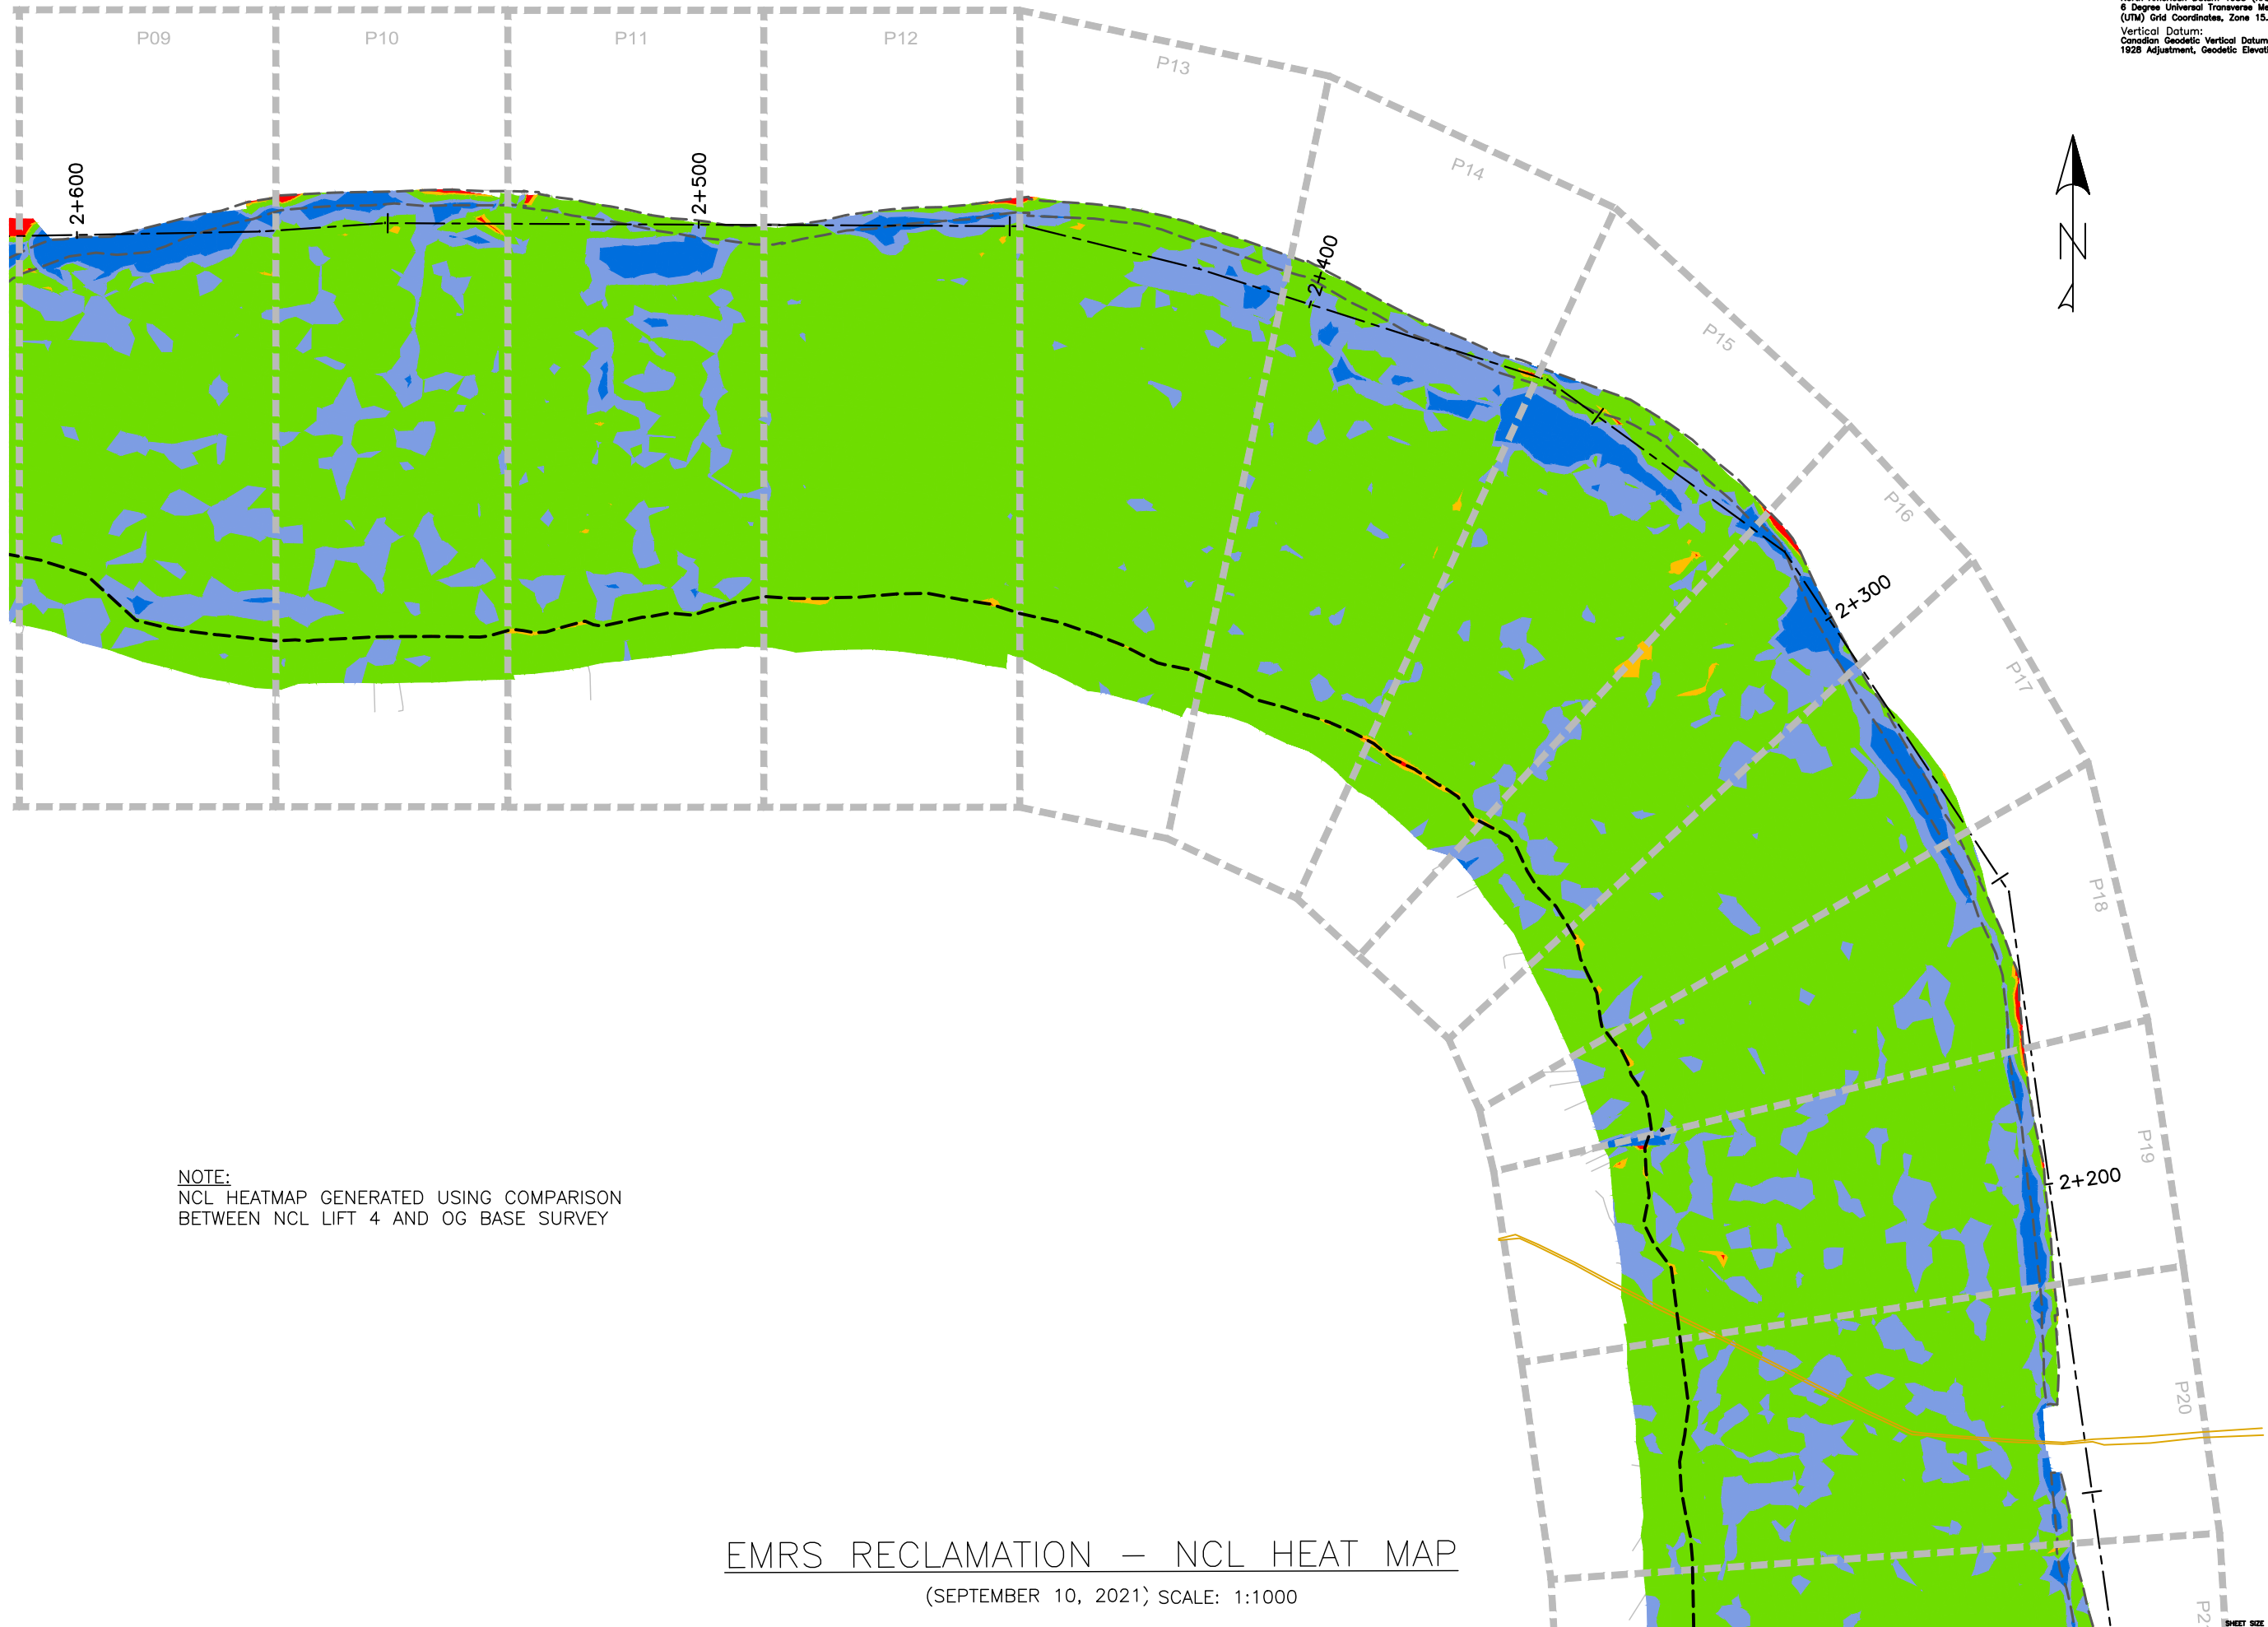 6 Degree Universal Transverse
(UTM) Grid Coordinates, Zone 15.
Vertical Datum:
Canadian Geodetic Vertical Datum
1928 Adjustment, Geodetic
P09
P10
P11
P12
P13
P14
P15
P16
P17
P18
P19
P20
2+600
2+500
2+400
2+300
2+200
N
NOTE:
NCL HEATMAP GENERATED USING COMPARISON
BETWEEN NCL LIFT 4 AND OG BASE SURVEY
EMRS RECLAMATION – NCL HEAT MAP
(SEPTEMBER 10, 2021) SCALE: 1:1000
SHEET SIZE